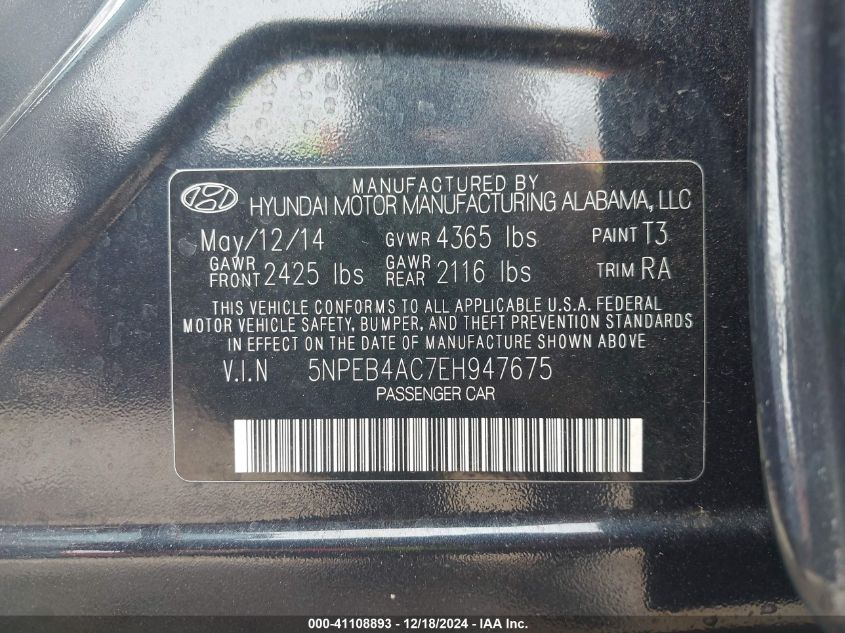 MANUFACTURED BY
HYUNDAI MOTOR MANUFACTURING ALABAMA, LLC
May/12/14 GVWR 4365 lbs PAINT T3
GAWR FRONT 2425 lbs GAWR REAR 2116 lbs TRIM RA
THIS VEHICLE CONFORMS TO ALL APPLICABLE U.S.A. FEDERAL
MOTOR VEHICLE SAFETY, BUMPER, AND THEFT PREVENTION STANDARDS
IN EFFECT ON THE DATE OF MANUFACTURE SHOWN ABOVE
V.I.N 5NPEB4AC7EH947675
PASSENGER CAR
000-41108893 - 12/18/2024 - IAA, Inc.